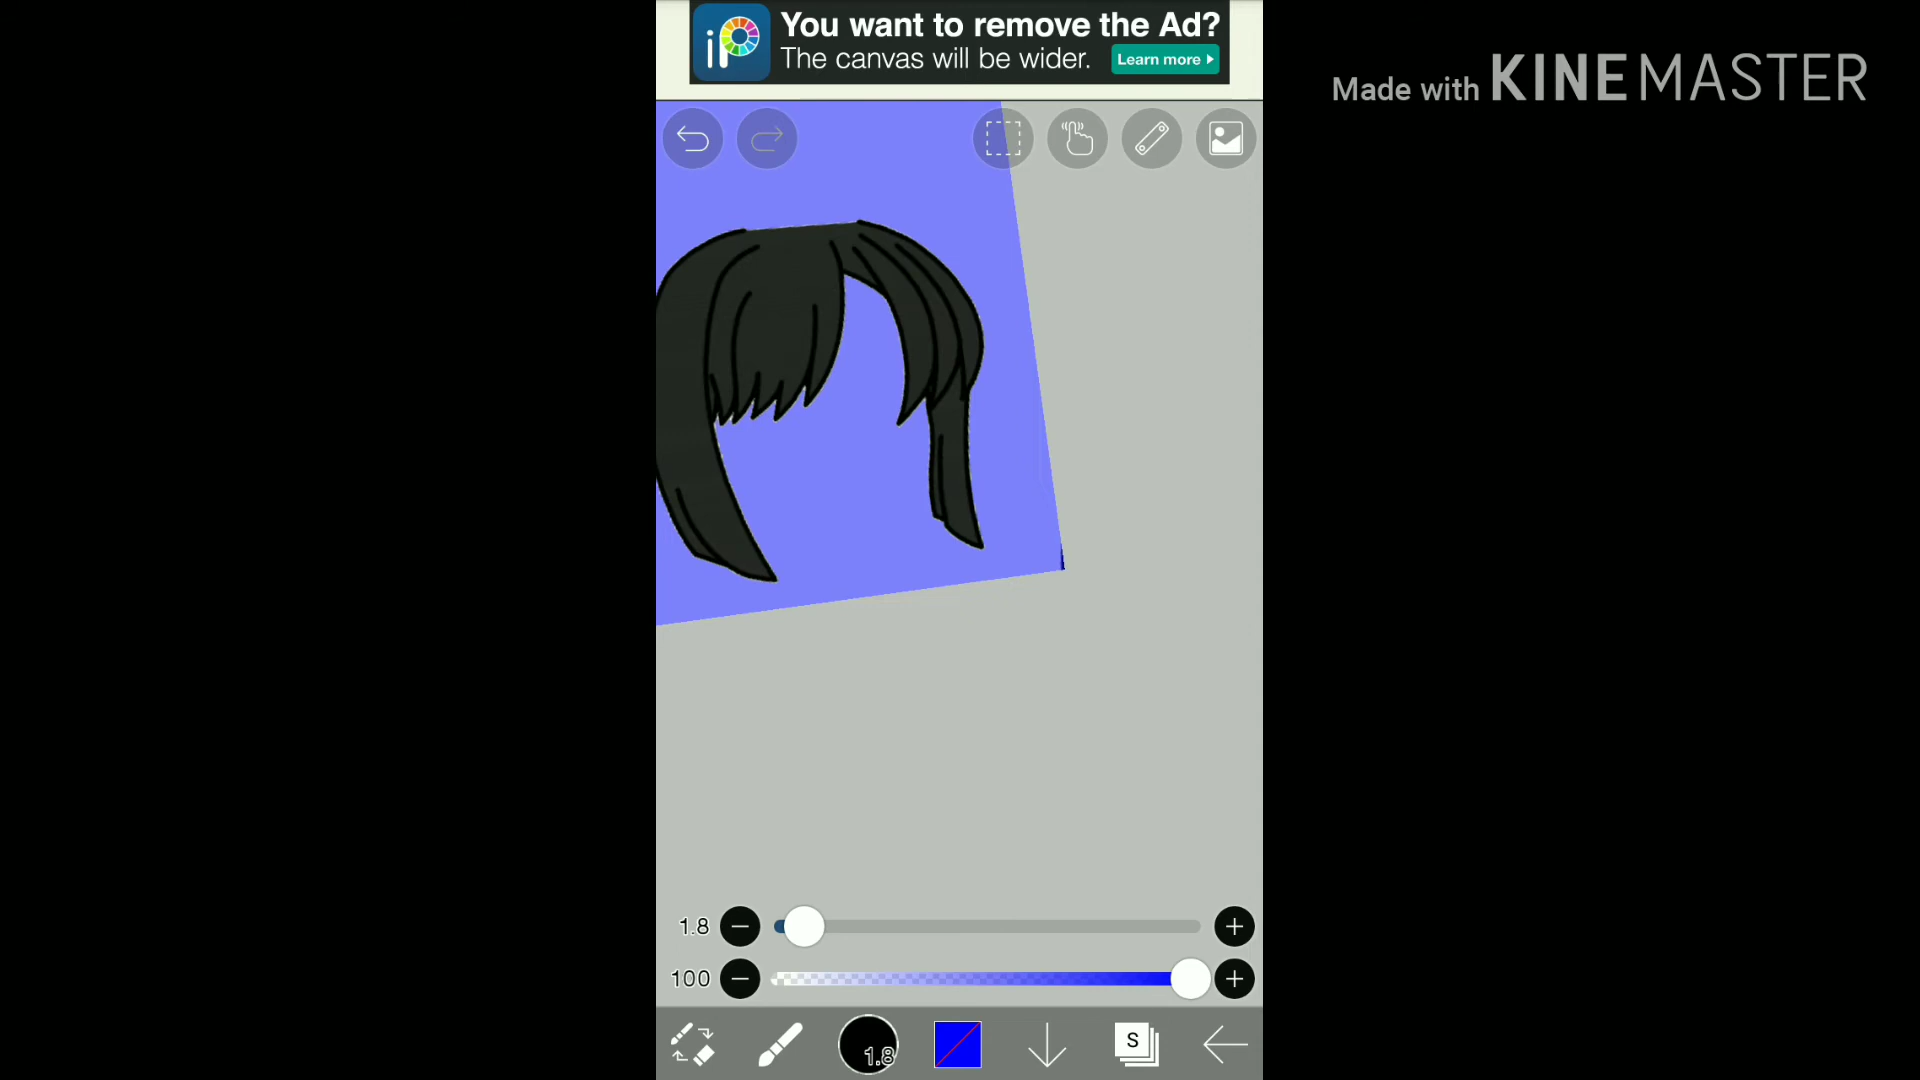 iP
You want to remove the Ad?
The canvas will be wider.
Learn more
Made with KINEMASTER
1.8
100
1.8
S